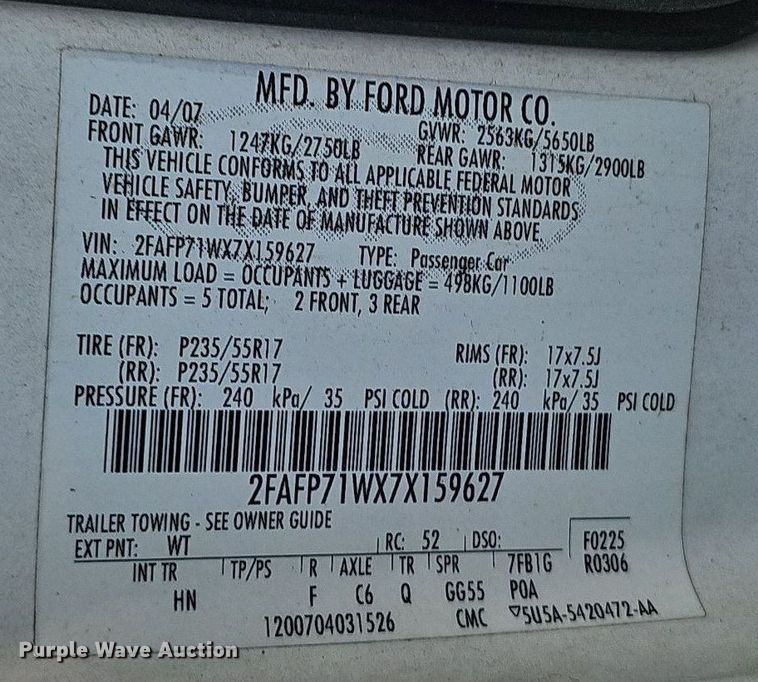 MFD. BY FORD MOTOR CO.
DATE: 04/07 GVWR: 2563KG/5650LB
FRONT GAWR: 1247KG/2750LB REAR GAWR: 1315KG/2900LB
THIS VEHICLE CONFORMS TO ALL APPLICABLE FEDERAL MOTOR
VEHICLE SAFETY, BUMPER, AND THEFT PREVENTION STANDARDS
IN EFFECT ON THE DATE OF MANUFACTURE SHOWN ABOVE.
VIN: 2FAFP71WX7X159627 TYPE: Passenger Car
MAXIMUM LOAD = OCCUPANTS + LUGGAGE = 498KG/1100LB
OCCUPANTS = 5 TOTAL; 2 FRONT, 3 REAR
TIRE (FR): P235/55R17 RIMS (FR): 17x7.5J
(RR): P235/55R17 (RR): 17x7.5J
PRESSURE (FR): 240 kPa/ 35 PSI COLD (RR): 240 kPa/ 35 PSI COLD
2FAFP71WX7X159627
TRAILER TOWING - SEE OWNER GUIDE
EXT PNT: WT RC: 52 DSO: F0225
INT TR TP/PS R AXLE TR SPR 7FB1G R0306
HN F C6 Q GG55 POA
1200704031526 CMC ▽5U5A-5420472-AA
Purple Wave Auction